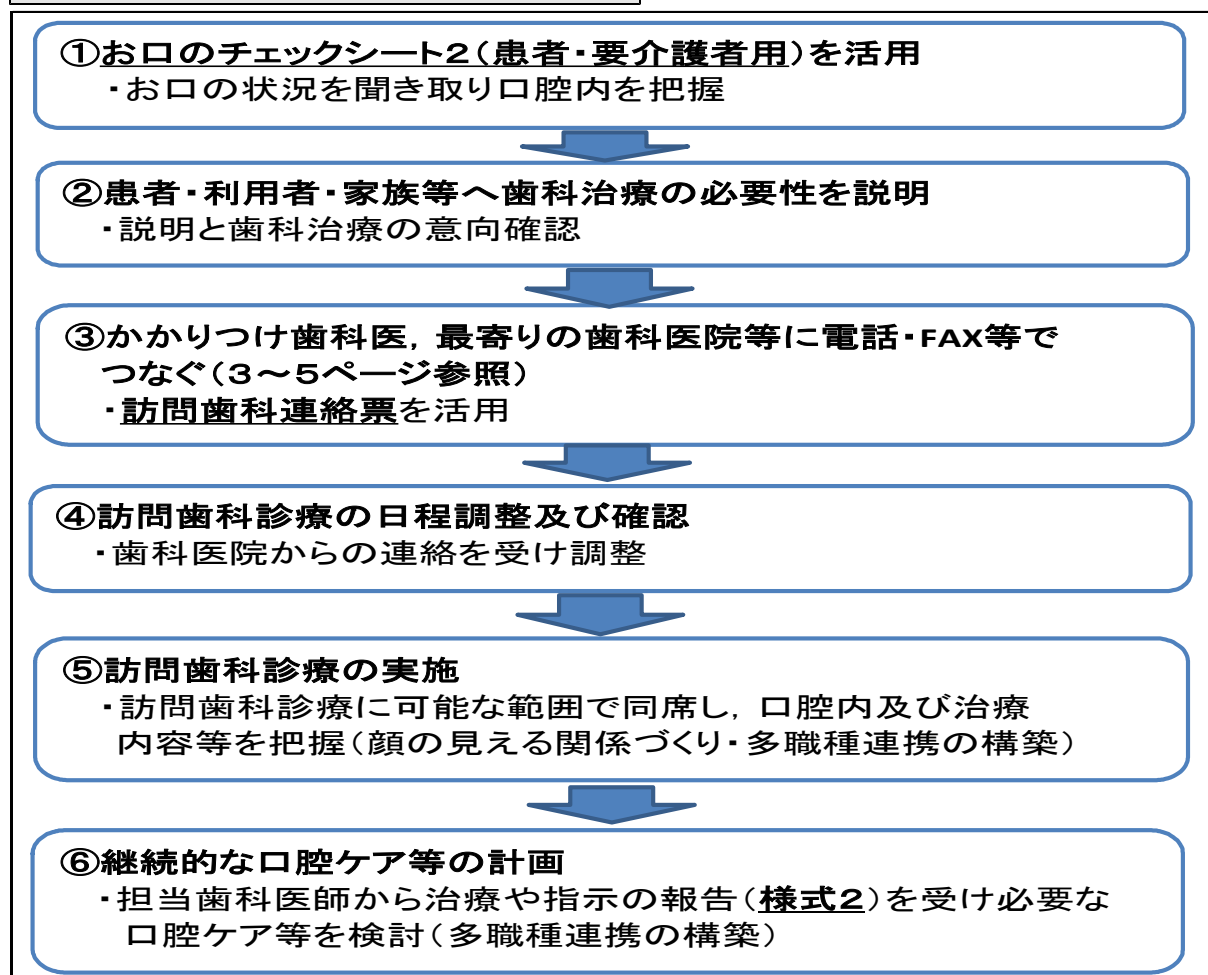 ①お口のチェックシート2(患者・要介護者用)を活用
・お口の状況を聞き取り口腔内を把握
②患者・利用者・家族等へ歯科治療の必要性を説明
・説明と歯科治療の意向確認
③かかりつけ歯科医，最寄りの歯科医院等に電話・FAX等で
つなぐ(3～5ページ参照)
・訪問歯科連絡票を活用
④訪問歯科診療の日程調整及び確認
・歯科医院からの連絡を受け調整
⑤訪問歯科診療の実施
・訪問歯科診療に可能な範囲で同席し，口腔内及び治療
内容等を把握(顔の見える関係づくり・多職種連携の構築)
⑥継続的な口腔ケア等の計画
・担当歯科医師から治療や指示の報告(様式2)を受け必要な
口腔ケア等を検討(多職種連携の構築)